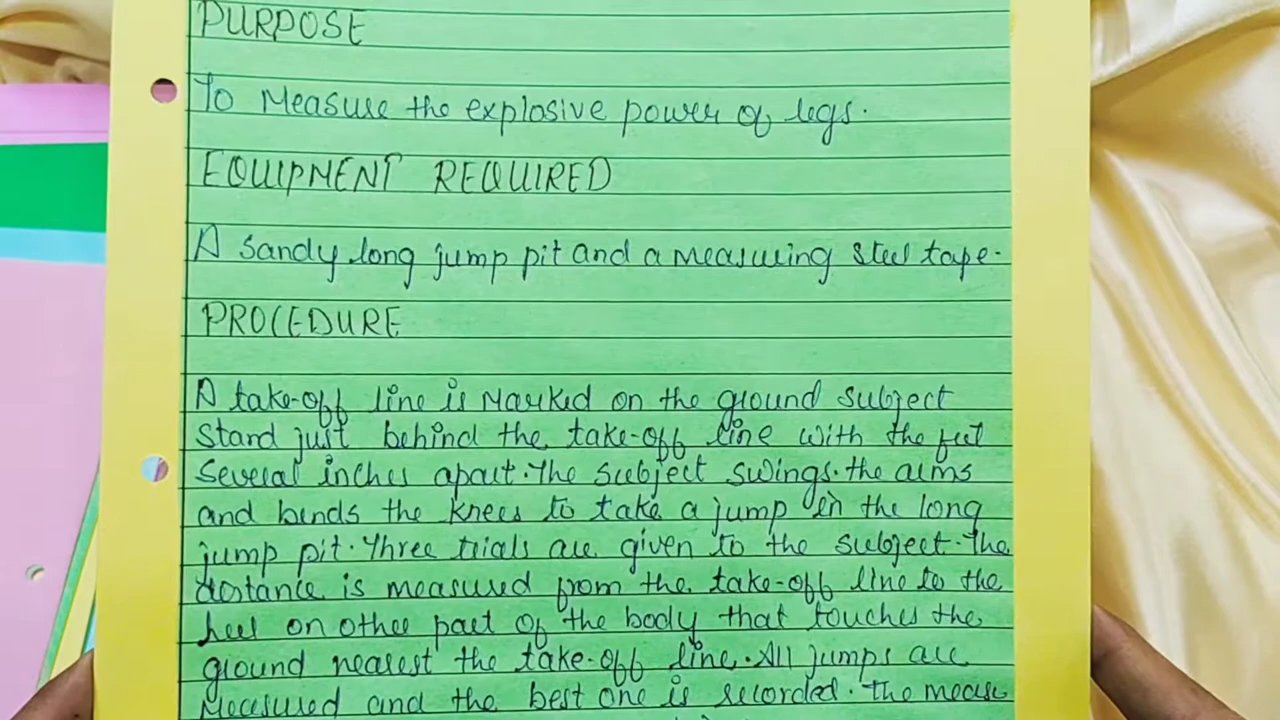 PURPOSE
To Measure the explosive power of legs.
EQUIPMENT REQUIRED
A sandy long jump pit and a measuring steel tape.
PROCEDURE
A take-off line is Marked on the ground subject
stand just behind the take-off line with the feet
several inches apart. The subject swings. the arms
and bends the knees to take a jump in the long
jump pit. Three trials are given to the subject. The
distance is measured from the take-off line to the
heel on other part of the body that touches the
ground nearest the take-off line. All jumps are
Measured and the best one is recorded. The measu